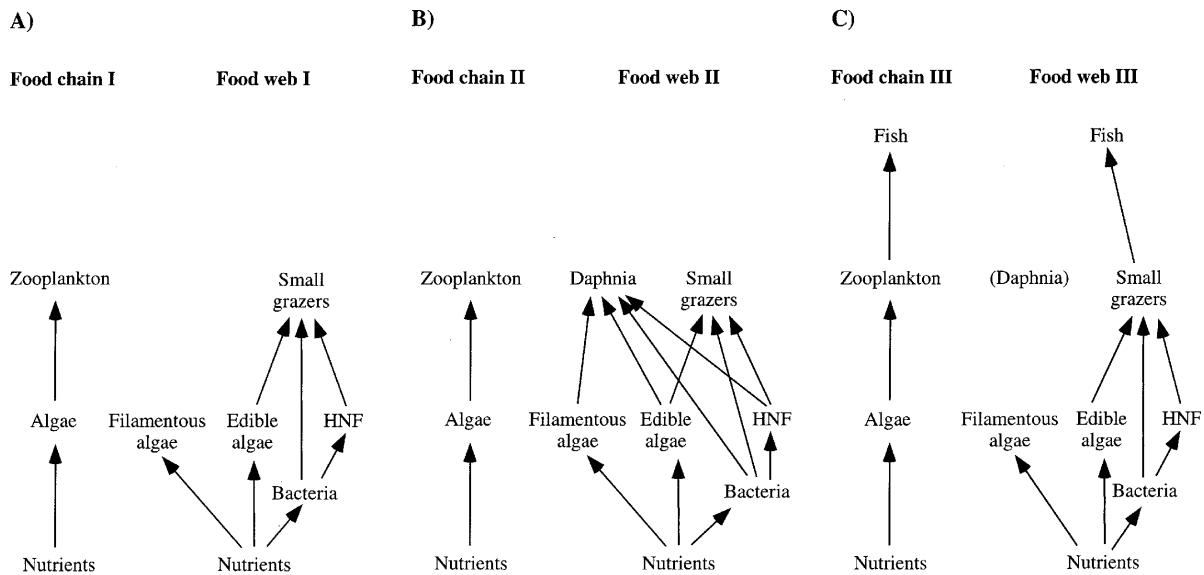 A)
Food chain I
Food web I
Zooplankton
Small
grazers
Algae
Filamentous
algae
Edible
algae
HNF
Bacteria
Nutrients
Nutrients
B)
Food chain II
Food web II
Zooplankton
Daphnia
Small
grazers
Algae
Filamentous
algae
Edible
algae
HNF
Bacteria
Nutrients
Nutrients
C)
Food chain III
Food web III
Fish
Fish
Zooplankton
(Daphnia)
Small
grazers
Algae
Filamentous
algae
Edible
algae
HNF
Bacteria
Nutrients
Nutrients